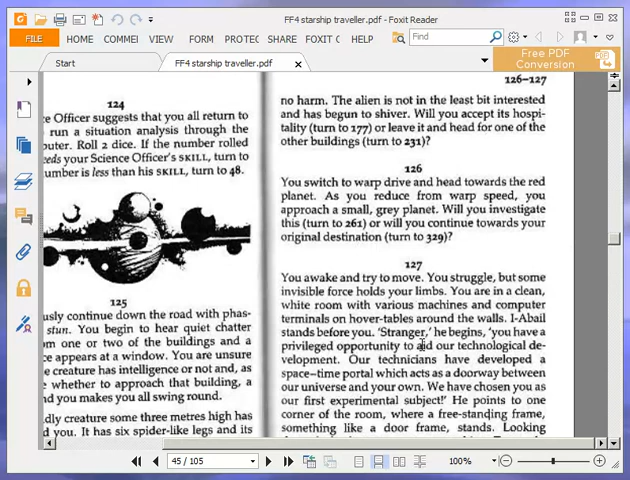 FF4 starship traveller.pdf - Foxit Reader
FILE HOME COMMEI VIEW FORM PROTEC SHARE FOXIT C HELP Find
Start FF4 starship traveller.pdf Free PDF
Conversion
124
ce Officer suggests that you all return to
run a situation analysis through the
outer. Roll 2 dice. If the number rolled
eeds your Science Officer's SKILL, turn to
umber is less than his SKILL, turn to 48.
125
usly continue down the road with phas-
stun. You begin to hear quiet chatter
m one or two of the buildings and a
ce appears at a window. You are unsure
e creature has intelligence or not and, as
whether to approach that building, a
nd you makes you all swing round.
dly creature some three metres high has
d you. It has six spider-like legs and its
126–127
no harm. The alien is not in the least bit interested
and has begun to shiver. Will you accept its hospi-
tality (turn to 177) or leave it and head for one of the
other buildings (turn to 231)?
126
You switch to warp drive and head towards the red
planet. As you reduce from warp speed, you
approach a small, grey planet. Will you investigate
this (turn to 261) or will you continue towards your
original destination (turn to 329)?
127
You awake and try to move. You struggle, but some
invisible force holds your limbs. You are in a clean,
white room with various machines and computer
terminals on hover-tables around the walls. I-Abail
stands before you. 'Stranger,' he begins, 'you have a
privileged opportunity to aid our technological de-
velopment. Our technicians have developed a
space–time portal which acts as a doorway between
our universe and your own. We have chosen you as
our first experimental subject!' He points to one
corner of the room, where a free-standing frame,
something like a door frame, stands. Looking
45 / 105 100%